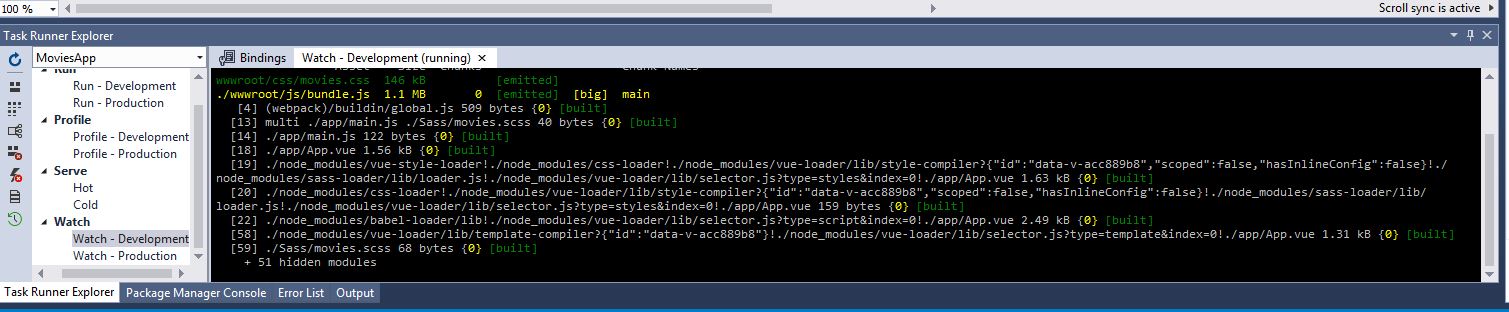 100 %
Scroll sync is active
Task Runner Explorer
MoviesApp
Bindings
Watch - Development (running)
Run
Run - Development
Run - Production
Profile
Profile - Development
Profile - Production
Serve
Hot
Cold
Watch
Watch - Development
Watch - Production
Asset Size Chunks Chunk Names
wwwroot/css/movies.css 146 kB [emitted]
./wwwroot/js/bundle.js 1.1 MB 0 [emitted] [big] main
[4] (webpack)/buildin/global.js 509 bytes {0} [built]
[13] multi ./app/main.js ./Sass/movies.scss 40 bytes {0} [built]
[14] ./app/main.js 122 bytes {0} [built]
[18] ./app/App.vue 1.56 kB {0} [built]
[19] ./node_modules/vue-style-loader!./node_modules/css-loader!./node_modules/vue-loader/lib/style-compiler?{"id":"data-v-acc889b8","scoped":false,"hasInlineConfig":false}!./
node_modules/sass-loader/lib/loader.js!./node_modules/vue-loader/lib/selector.js?type=styles&index=0!./app/App.vue 1.63 kB {0} [built]
[20] ./node_modules/css-loader!./node_modules/vue-loader/lib/style-compiler?{"id":"data-v-acc889b8","scoped":false,"hasInlineConfig":false}!./node_modules/sass-loader/lib/
loader.js!./node_modules/vue-loader/lib/selector.js?type=styles&index=0!./app/App.vue 159 bytes {0} [built]
[22] ./node_modules/babel-loader/lib!./node_modules/vue-loader/lib/selector.js?type=script&index=0!./app/App.vue 2.49 kB {0} [built]
[58] ./node_modules/vue-loader/lib/template-compiler?{"id":"data-v-acc889b8"}!./node_modules/vue-loader/lib/selector.js?type=template&index=0!./app/App.vue 1.31 kB {0} [built]
[59] ./Sass/movies.scss 68 bytes {0} [built]
+ 51 hidden modules
Task Runner Explorer
Package Manager Console
Error List
Output